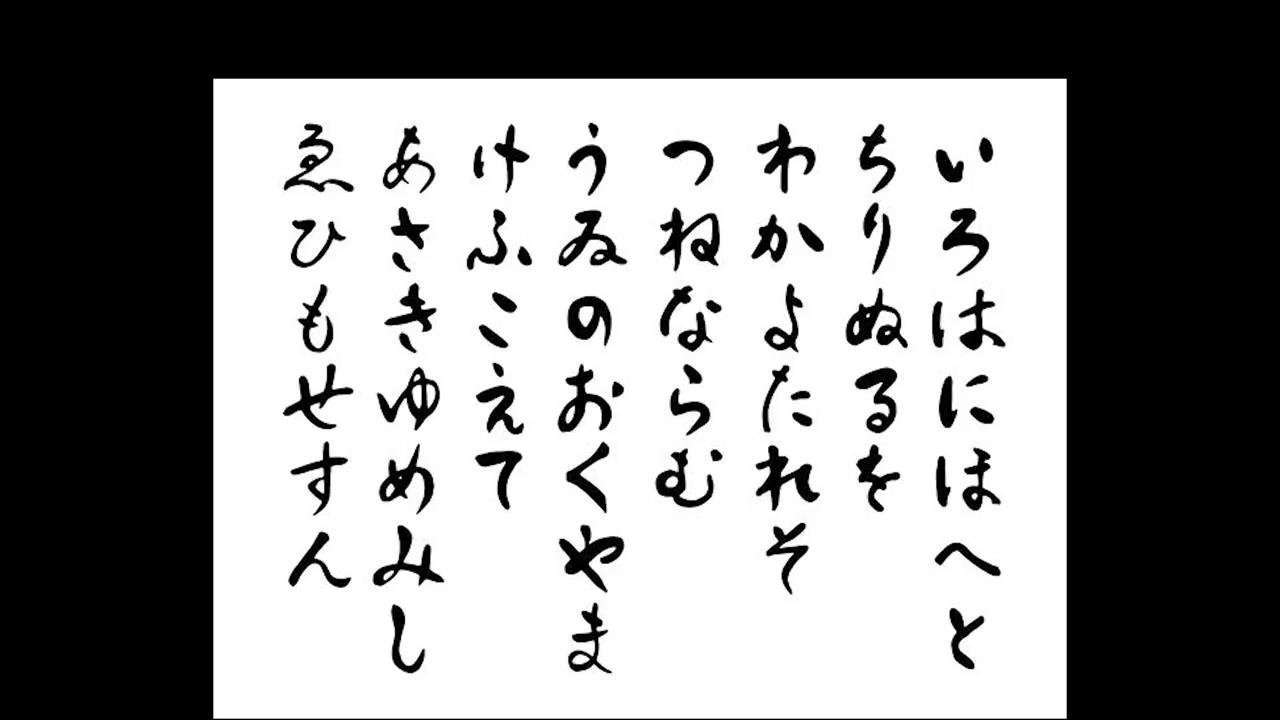 いろはにほへと
ちりぬるを
わかよたれそ
つねならむ
うゐのおくやま
けふこえて
あさきゆめみし
ゑひもせすん